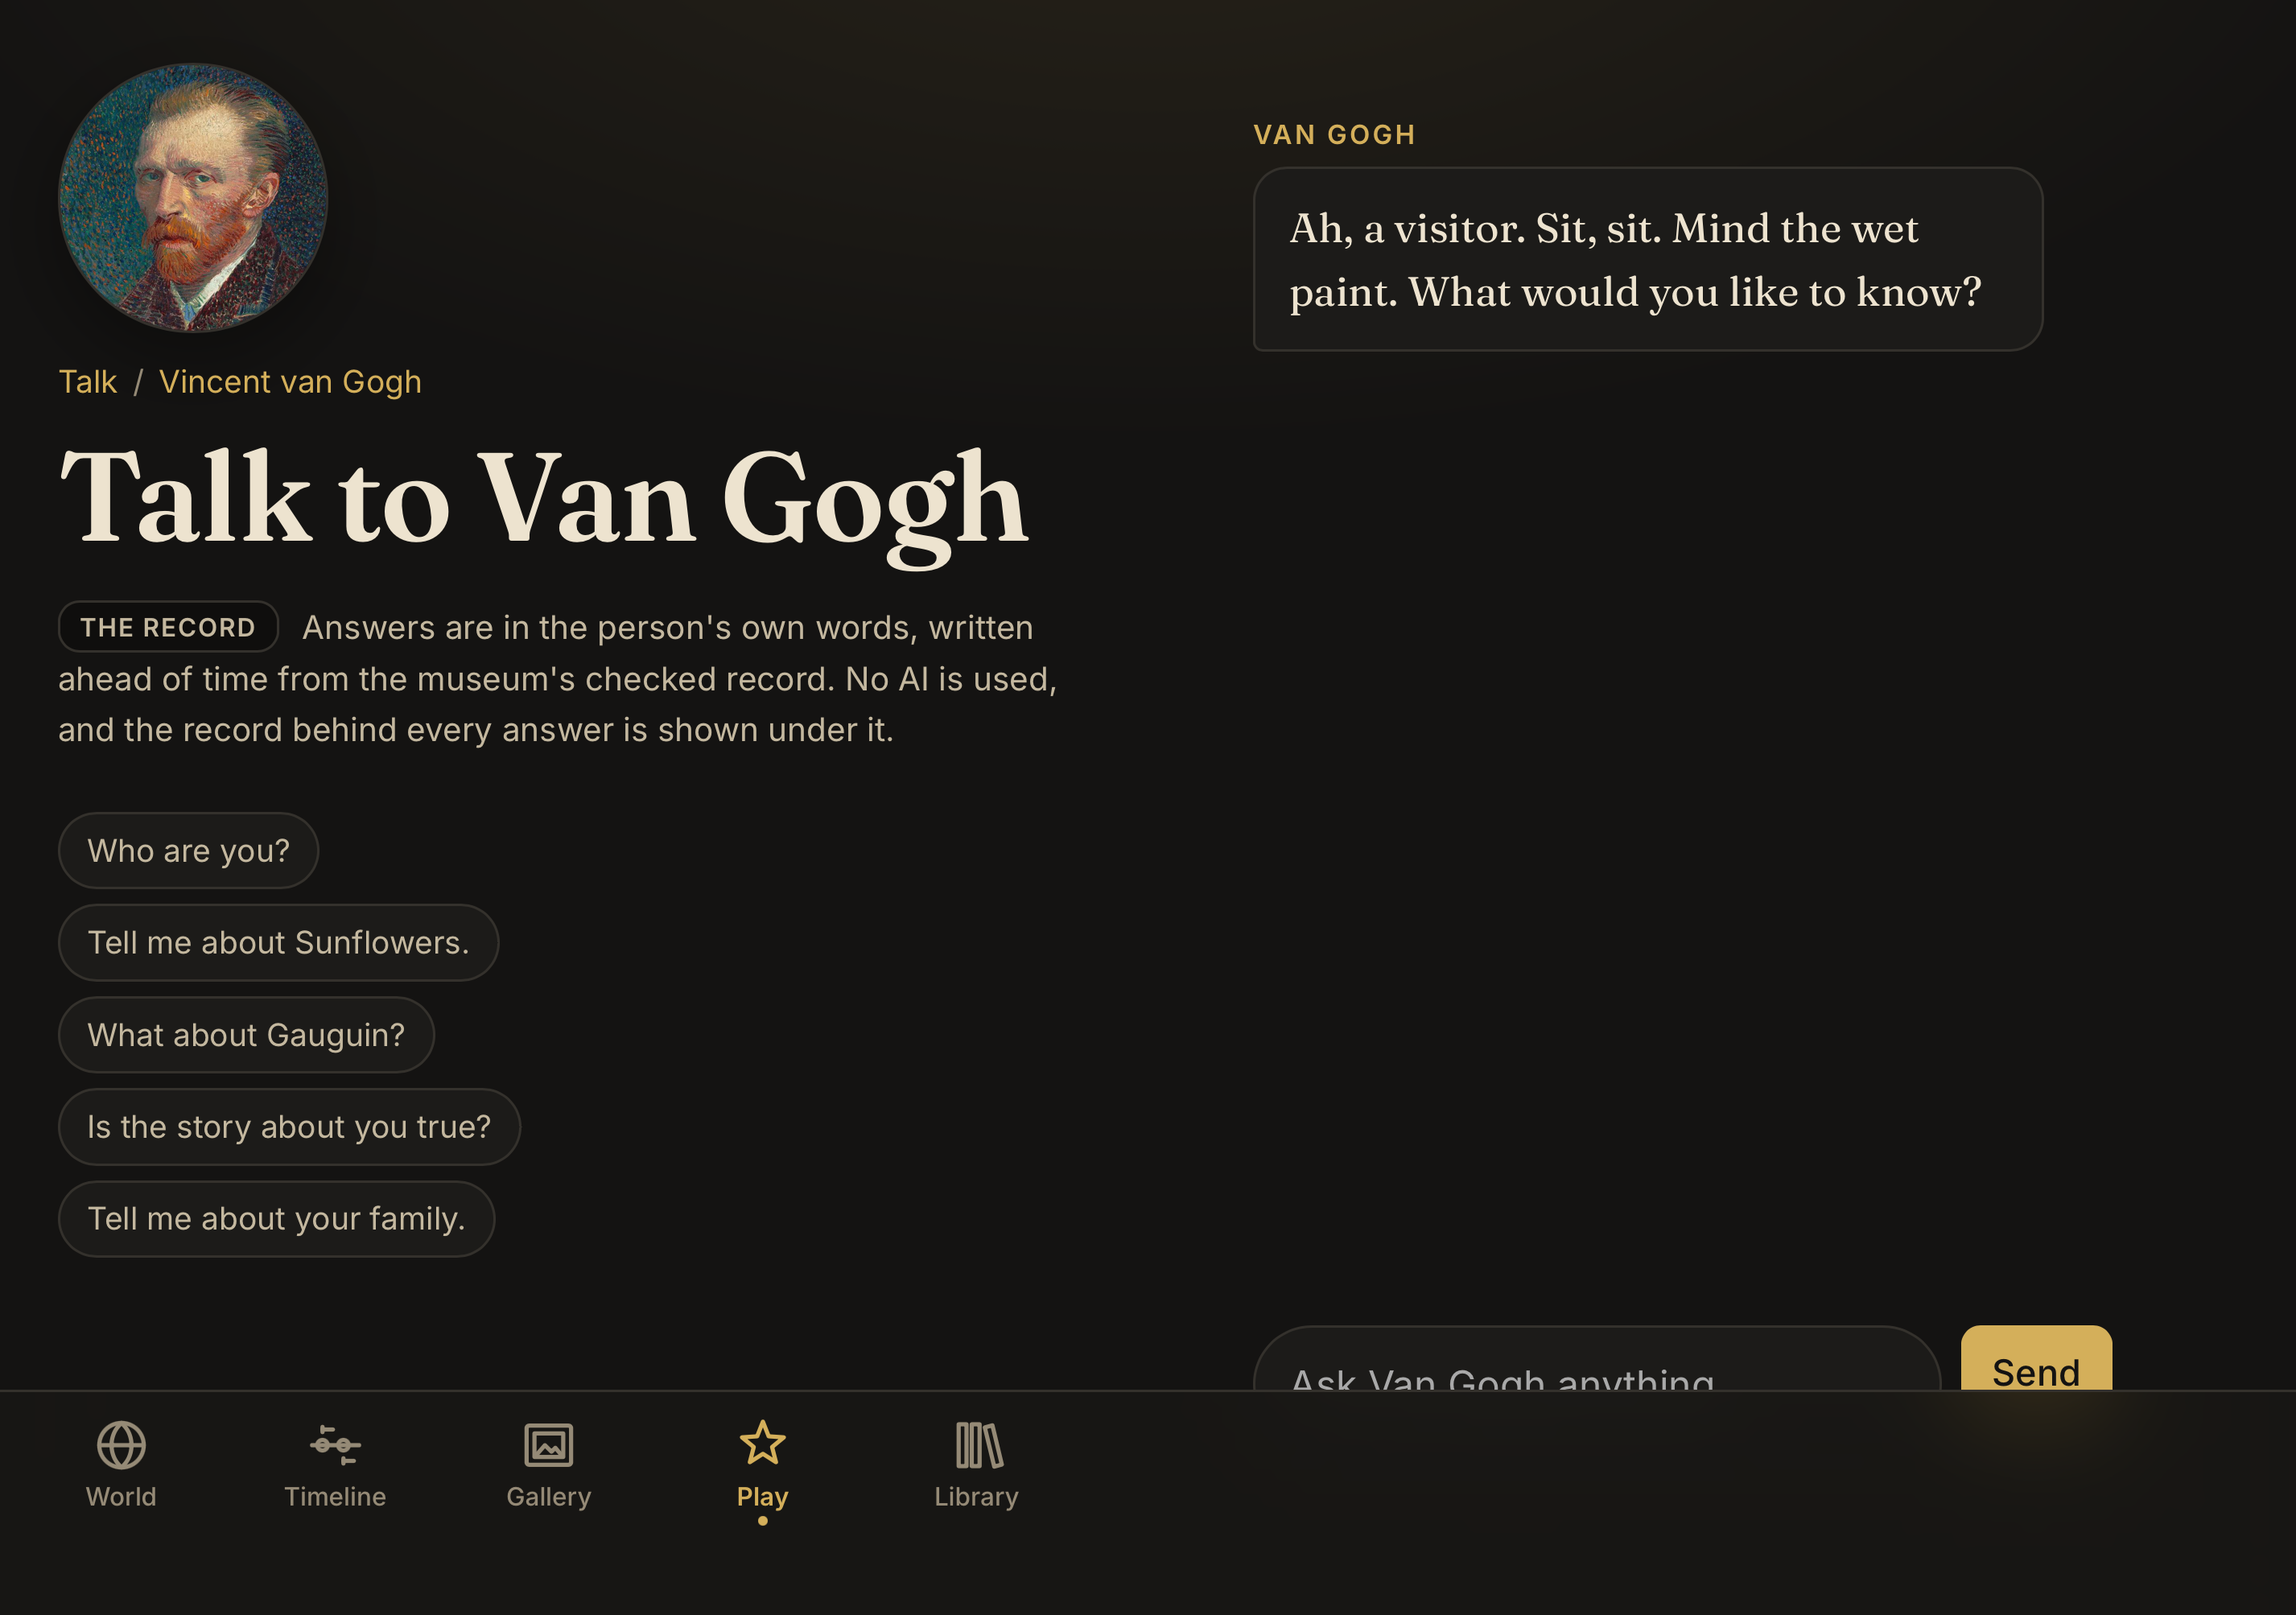 Talk / Vincent van Gogh
Talk to Van Gogh
THE RECORD Answers are in the person's own words, written
ahead of time from the museum's checked record. No AI is used,
and the record behind every answer is shown under it.
Who are you?
Tell me about Sunflowers.
What about Gauguin?
Is the story about you true?
Tell me about your family.
VAN GOGH
Ah, a visitor. Sit, sit. Mind the wet
paint. What would you like to know?
Ask Van Gogh anything
Send
World
Timeline
Gallery
Play
Library